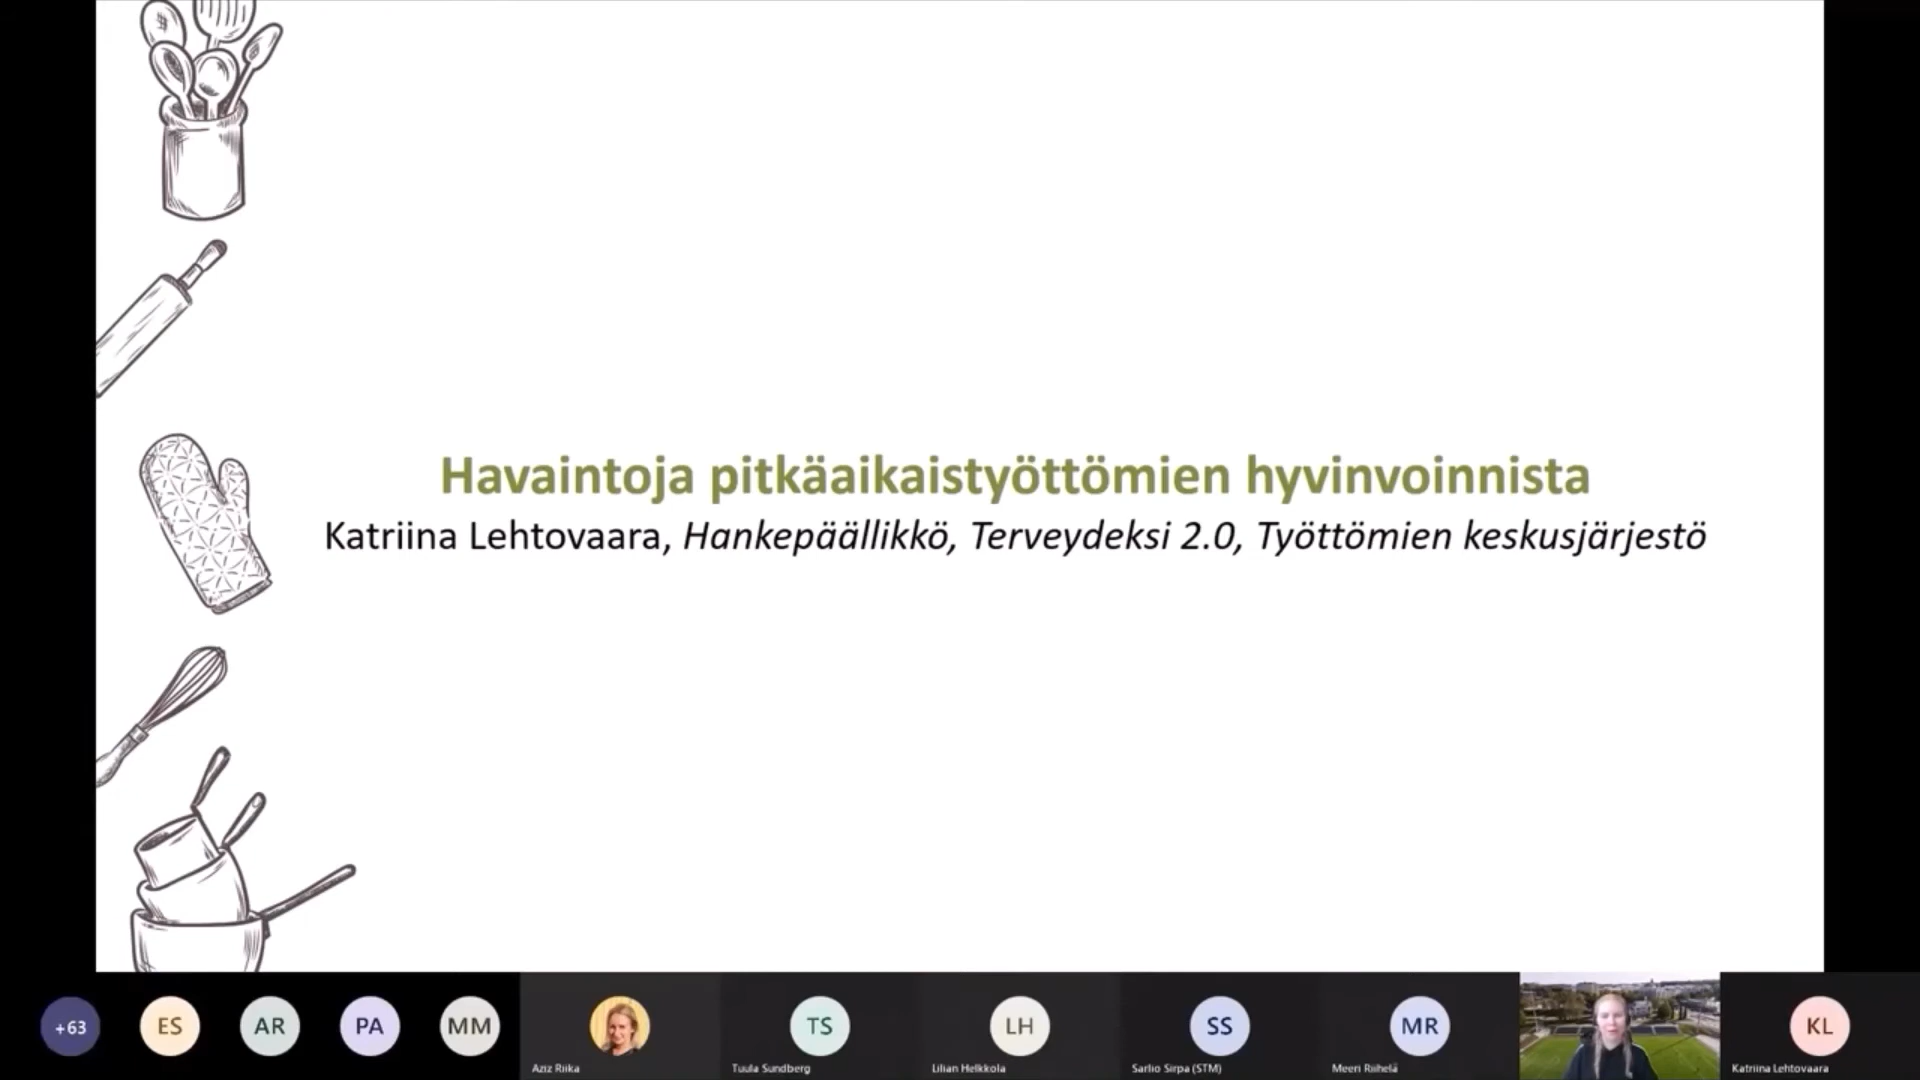 Havaintoja pitkäaikaistyöttömien hyvinvoinnista
Katriina Lehtovaara, Hankepäällikkö, Terveydeksi 2.0, Työttömien keskusjärjestö
+63
ES
AR
PA
MM
TS
LH
SS
MR
KL
Aziz Riika
Tuula Sundberg
Lilian Helkkola
Sarlio Sirpa (STM)
Meeri Riihelä
Katriina Lehtovaara